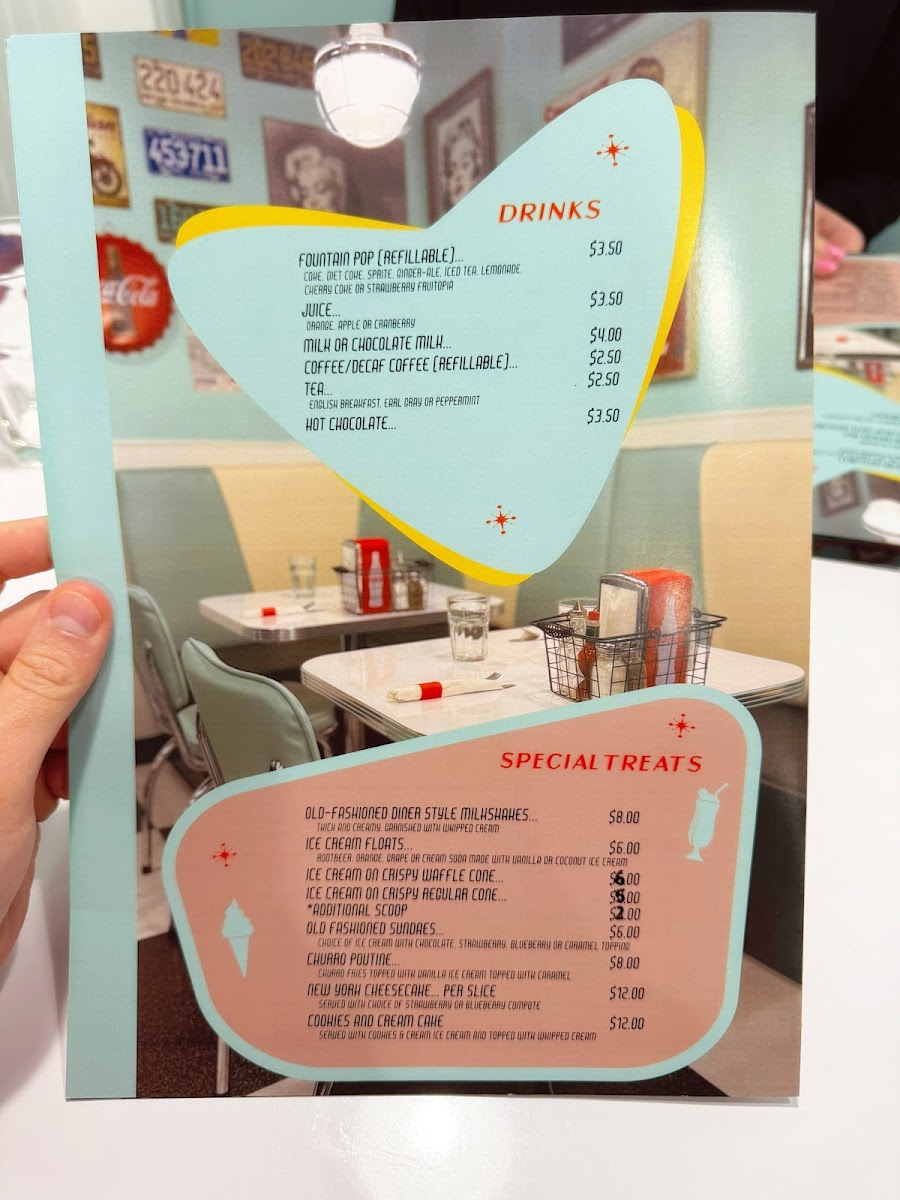 220 424
453711
Coca-Cola
DRINKS
FOUNTAIN POP (REFILLABLE)... $3.50
COKE, DIET COKE, SPRITE, GINGER-ALE, ICED TEA, LEMONADE,
CHERRY COKE OR STRAWBERRY FRUITOPIA
JUICE... $3.50
ORANGE, APPLE OR CRANBERRY
MILK OR CHOCOLATE MILK... $4.00
COFFEE/DECAF COFFEE (REFILLABLE)... $2.50
TEA... $2.50
ENGLISH BREAKFAST, EARL GRAY OR PEPPERMINT
HOT CHOCOLATE... $3.50
SPECIAL TREATS
OLD-FASHIONED DINER STYLE MILKSHAKES... $8.00
THICK AND CREAMY, GARNISHED WITH WHIPPED CREAM
ICE CREAM FLOATS... $6.00
ROOTBEER, ORANGE, GRAPE OR CREAM SODA MADE WITH VANILLA OR COCONUT ICE CREAM
ICE CREAM ON CRISPY WAFFLE CONE... $6.00
ICE CREAM ON CRISPY REGULAR CONE... $5.00
*ADDITIONAL SCOOP $2.00
OLD FASHIONED SUNDAES... $6.00
CHOICE OF ICE CREAM WITH CHOCOLATE, STRAWBERRY, BLUEBERRY OR CARAMEL TOPPING
CHURRO POUTINE... $8.00
CHURRO FRIES TOPPED WITH VANILLA ICE CREAM TOPPED WITH CARAMEL
NEW YORK CHEESECAKE... PER SLICE $12.00
SERVED WITH CHOICE OF STRAWBERRY OR BLUEBERRY COMPOTE
COOKIES AND CREAM CAKE $12.00
SERVED WITH COOKIES & CREAM ICE CREAM AND TOPPED WITH WHIPPED CREAM